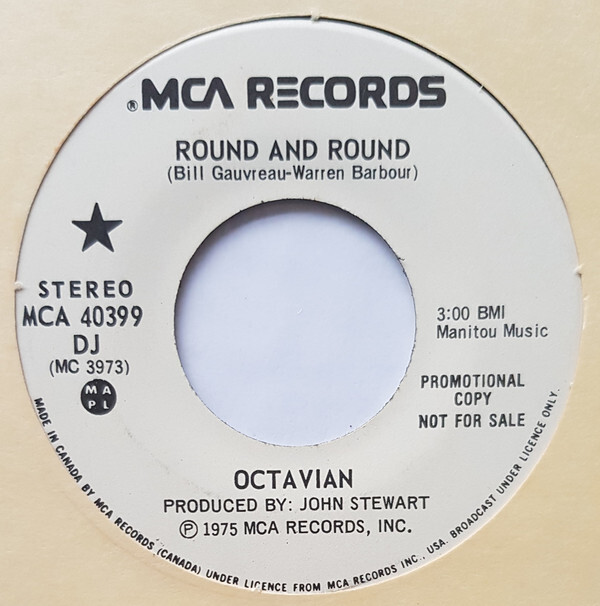 ® MCA RECORDS
ROUND AND ROUND
(Bill Gauvreau-Warren Barbour)
STEREO
MCA 40399
DJ
(MC 3973)
M A
P L
3:00 BMI
Manitou Music
PROMOTIONAL
COPY
NOT FOR SALE
OCTAVIAN
PRODUCED BY: JOHN STEWART
℗ 1975 MCA RECORDS, INC.
MADE IN CANADA BY MCA RECORDS (CANADA) UNDER LICENCE FROM MCA RECORDS INC., USA. BROADCAST UNDER LICENCE ONLY.